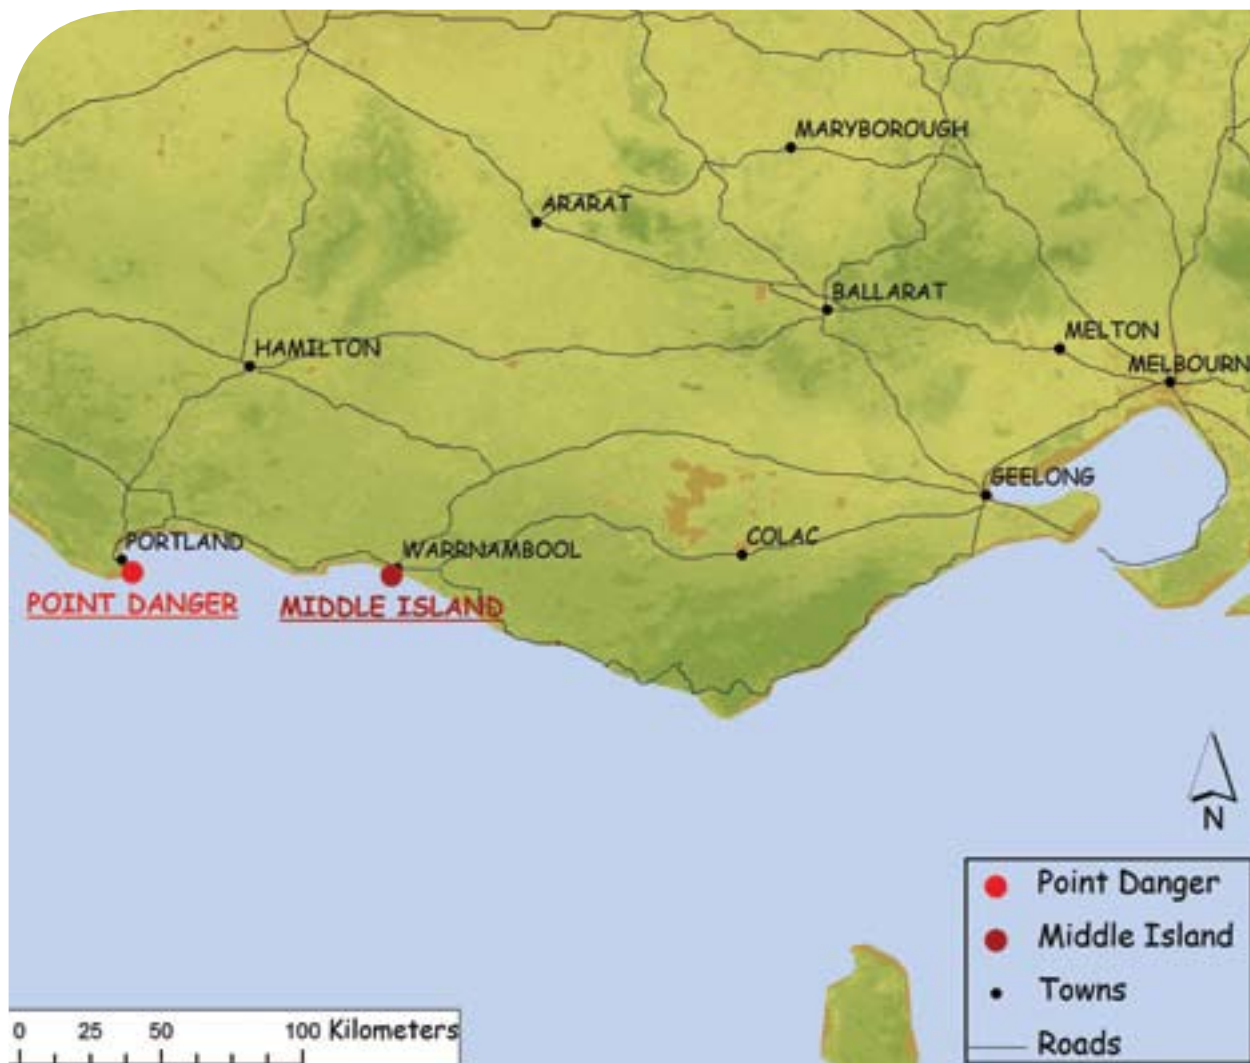 MARYBOROUGH
ARARAT
BALLARAT
MELTON
HAMILTON
MELBOURN
GEELONG
COLAC
PORTLAND
WARRNAMBOOL
POINT DANGER
MIDDLE ISLAND
N
Point Danger
Middle Island
Towns
Roads
0 25 50 100 Kilometers